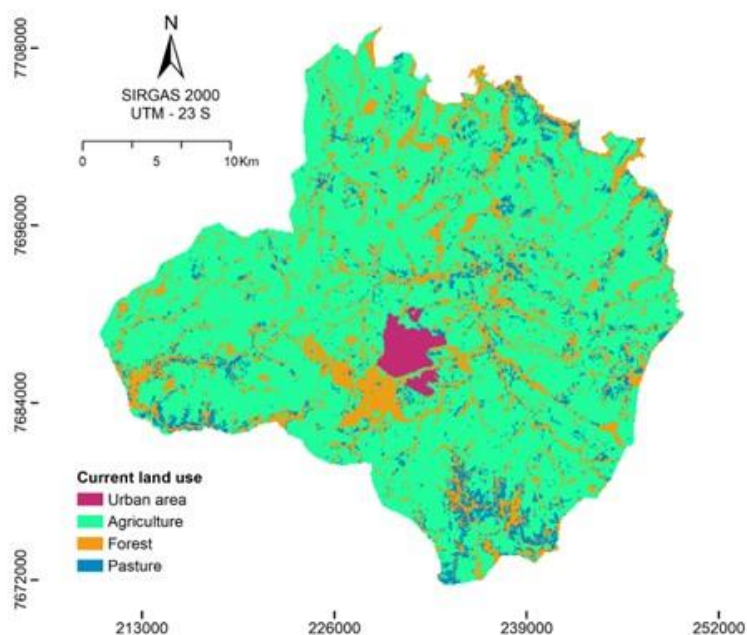 N
SIRGAS 2000
UTM - 23 S
0 5 10Km
7708000
7696000
7684000
7672000
Current land use
Urban area
Agriculture
Forest
Pasture
213000 226000 239000 252000